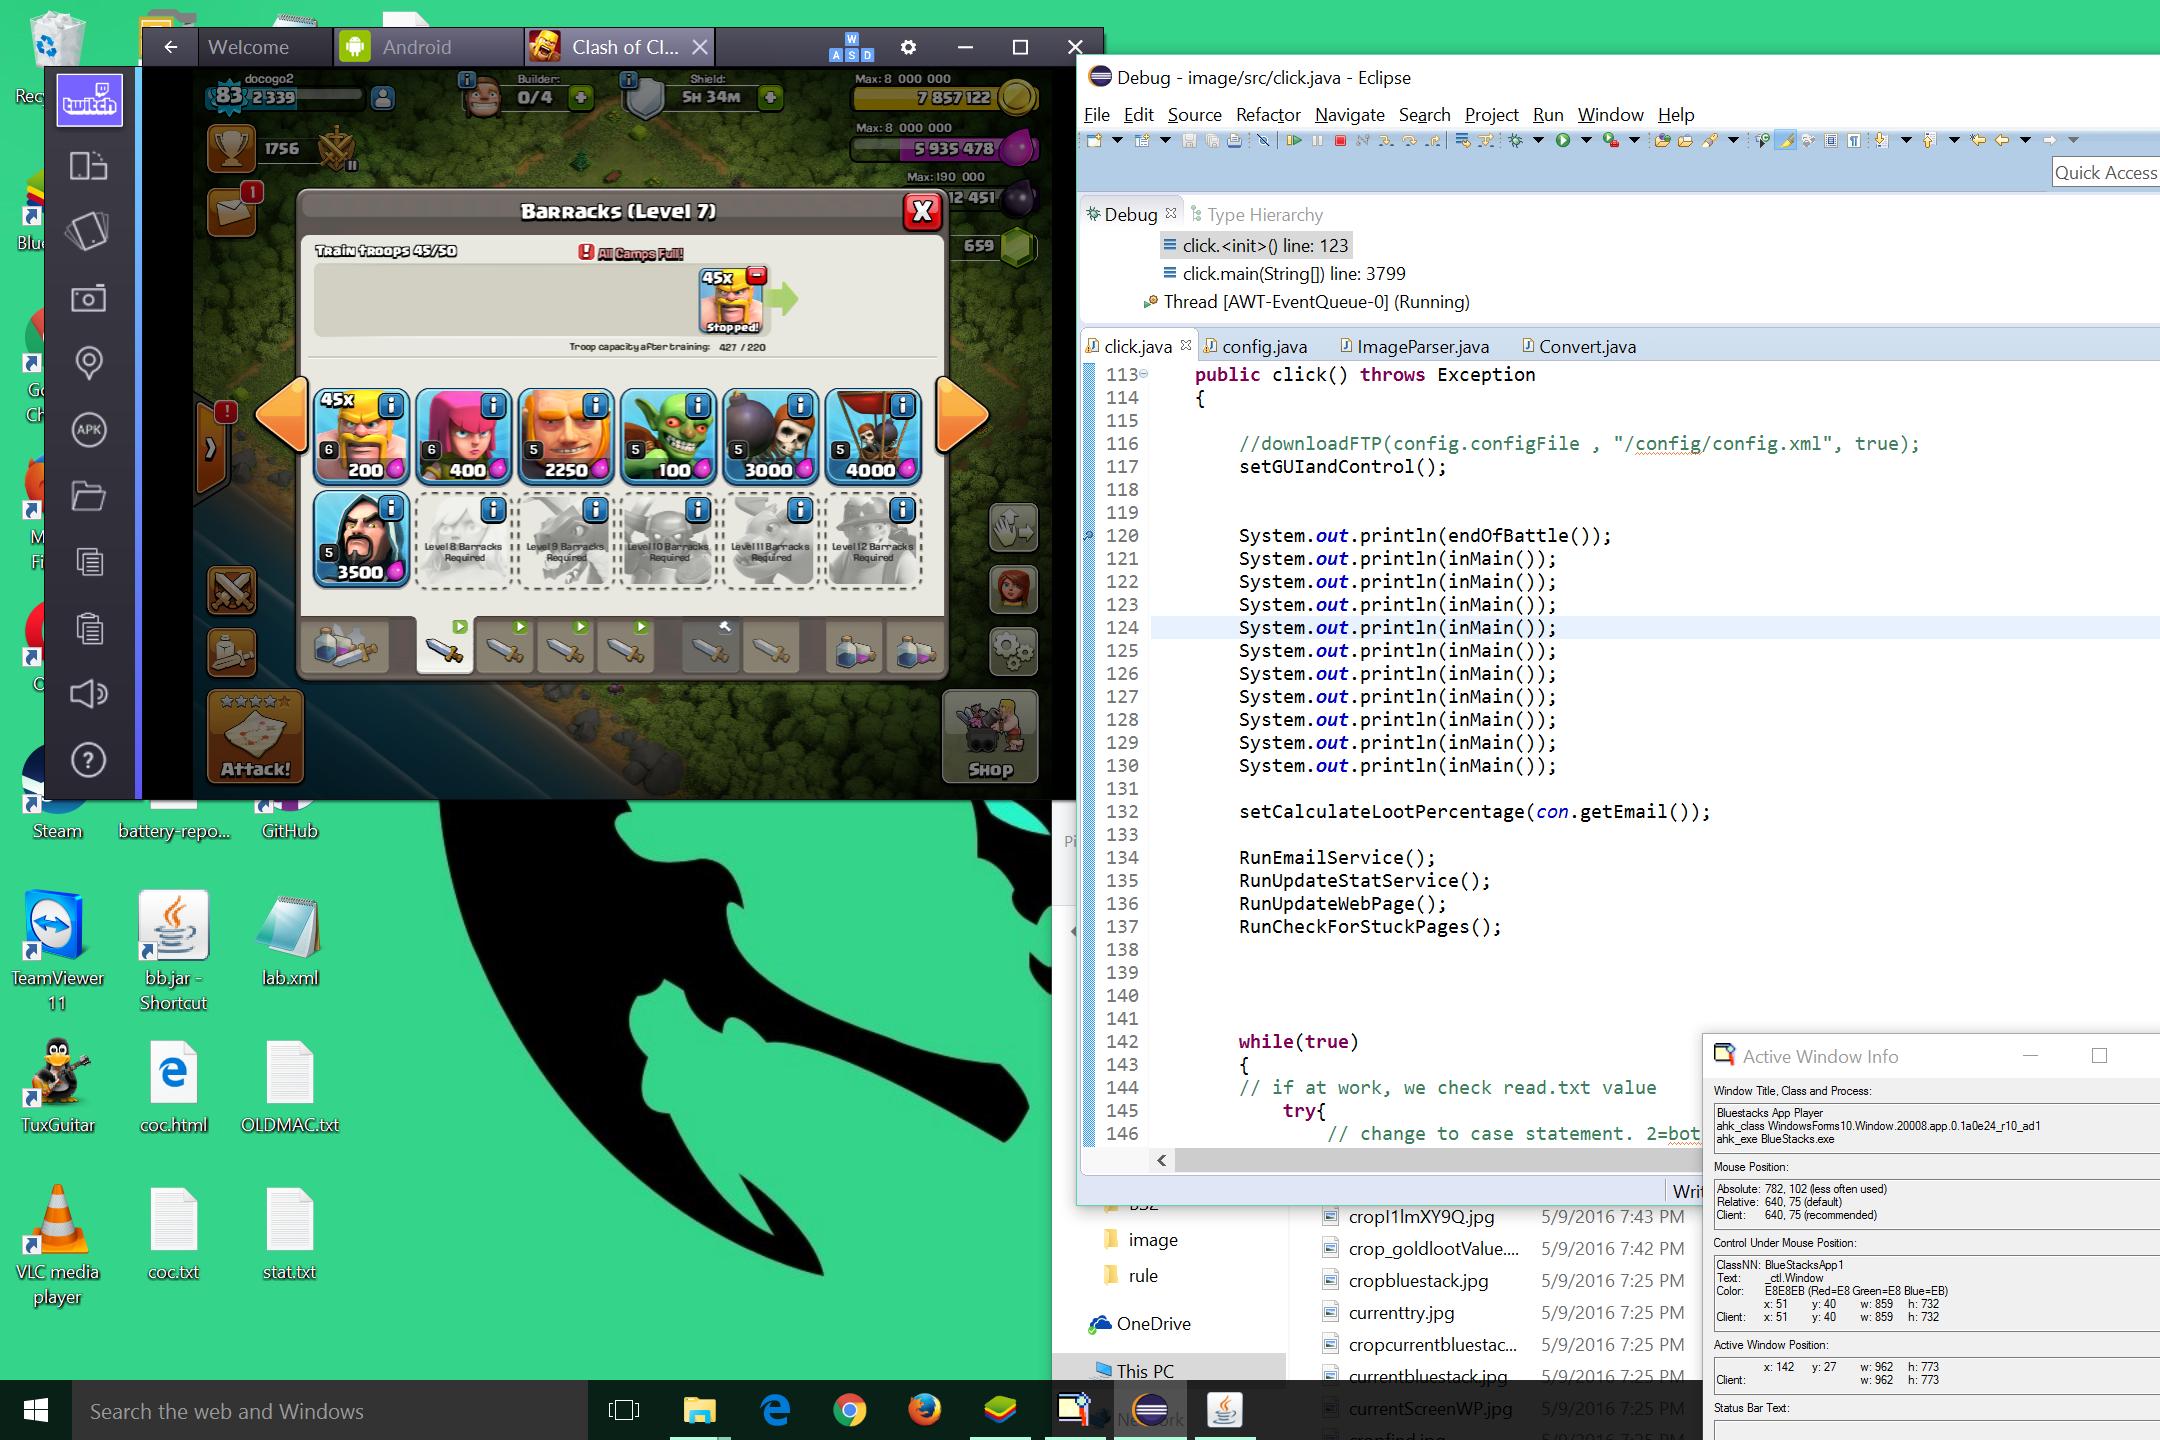 Welcome
Android
Clash of Cl...
W
A S D
twitch
APK
docogo2
83 2 339
Builder:
0/4
Shield:
5H 34M
Max: 8 000 000
7 857 122
1756
Max: 8 000 000
5 935 478
Max: 190 000
12 451
1
659
Barracks (Level 7)
X
Train troops 45/50
All Camps Full!
45x
Stopped!
Troop capacity after training: 427 / 220
45x
6 200
6 400
5 2250
5 100
5 3000
5 4000
5 3500
Level 8 Barracks Required
Level 9 Barracks Required
Level 10 Barracks Required
Level 11 Barracks Required
Level 12 Barracks Required
Attack!
Shop
Steam
battery-repo...
GitHub
TeamViewer 11
bb.jar - Shortcut
lab.xml
TuxGuitar
coc.html
OLDMAC.txt
VLC media player
coc.txt
stat.txt
Debug - image/src/click.java - Eclipse
File Edit Source Refactor Navigate Search Project Run Window Help
Quick Access
Debug
Type Hierarchy
click.<init>() line: 123
click.main(String[]) line: 3799
Thread [AWT-EventQueue-0] (Running)
click.java
config.java
ImageParser.java
Convert.java
113 public click() throws Exception
114 {
115
116 //downloadFTP(config.configFile , "/config/config.xml", true);
117 setGUIandControl();
118
119
120 System.out.println(endOfBattle());
121 System.out.println(inMain());
122 System.out.println(inMain());
123 System.out.println(inMain());
124 System.out.println(inMain());
125 System.out.println(inMain());
126 System.out.println(inMain());
127 System.out.println(inMain());
128 System.out.println(inMain());
129 System.out.println(inMain());
130 System.out.println(inMain());
131
132 setCalculateLootPercentage(con.getEmail());
133
134 RunEmailService();
135 RunUpdateStatService();
136 RunUpdateWebPage();
137 RunCheckForStuckPages();
138
139
140
141
142 while(true)
143 {
144 // if at work, we check read.txt value
145 try{
146 // change to case statement. 2=bot
Writ
Active Window Info
Window Title, Class and Process:
Bluestacks App Player
ahk_class WindowsForms10.Window.20008.app.0.1a0e24_r10_ad1
ahk_exe BlueStacks.exe
Mouse Position:
Absolute: 782, 102 (less often used)
Relative: 640, 75 (default)
Client: 640, 75 (recommended)
Control Under Mouse Position:
ClassNN: BlueStacksApp1
Text: _ctl.Window
Color: E8E8EB (Red=E8 Green=E8 Blue=EB)
x: 51 y: 40 w: 859 h: 732
Client: x: 51 y: 40 w: 859 h: 732
Active Window Position:
x: 142 y: 27 w: 962 h: 773
Client: w: 962 h: 773
Status Bar Text:
image
rule
OneDrive
This PC
Network
cropI1lmXY9Q.jpg 5/9/2016 7:43 PM
crop_goldlootValue.... 5/9/2016 7:42 PM
cropbluestack.jpg 5/9/2016 7:25 PM
currenttry.jpg 5/9/2016 7:25 PM
cropcurrentbluestac... 5/9/2016 7:25 PM
currentbluestack.jpg 5/9/2016 7:25 PM
currentScreenWP.jpg 5/9/2016 7:25 PM
Search the web and Windows